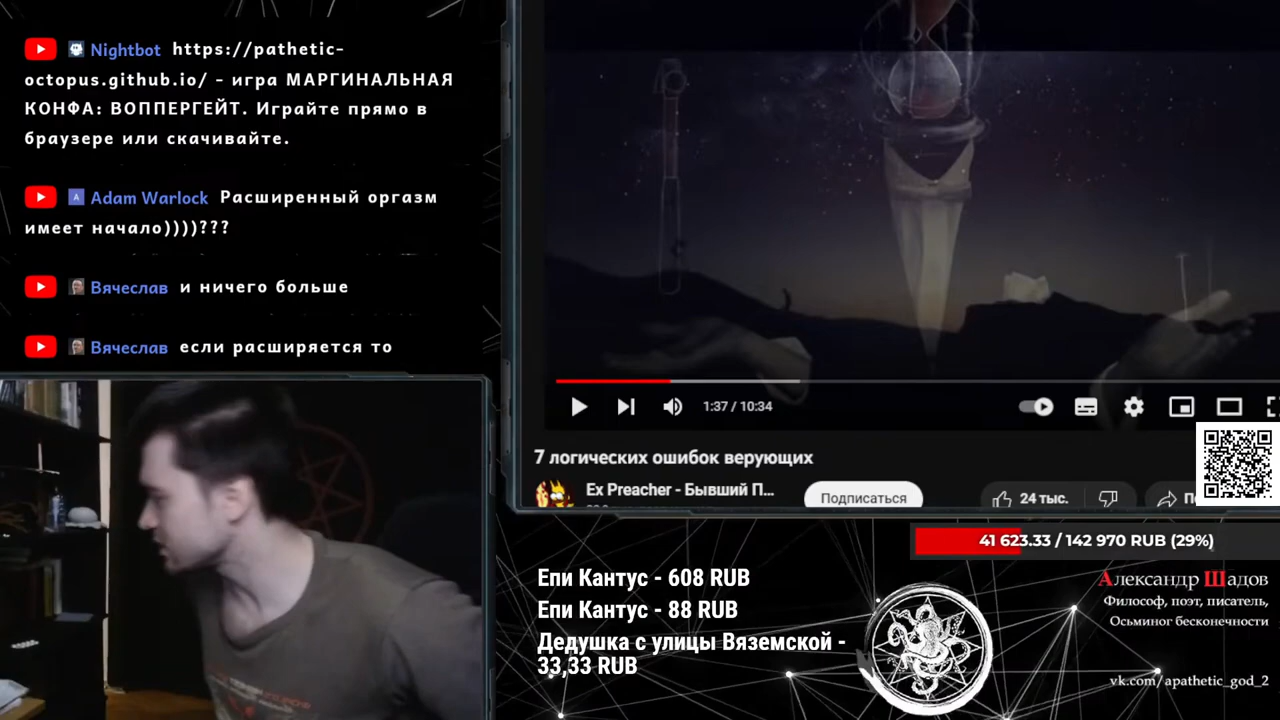 Nightbot https://pathetic-
octopus.github.io/ - игра МАРГИНАЛЬНАЯ
КОНФА: ВОППЕРГЕЙТ. Играйте прямо в
браузере или скачивайте.
A Adam Warlock Расширенный оргазм
имеет начало))))???
Вячеслав и ничего больше
Вячеслав если расширяется то
1:37 / 10:34
7 логических ошибок верующих
Ex Preacher - Бывший П...
Подписаться
24 тыс.
41 623.33 / 142 970 RUB (29%)
Епи Кантус - 608 RUB
Епи Кантус - 88 RUB
Дедушка с улицы Вяземской -
33,33 RUB
Александр Шадов
Философ, поэт, писатель,
Осьминог бесконечности
vk.com/apathetic_god_2